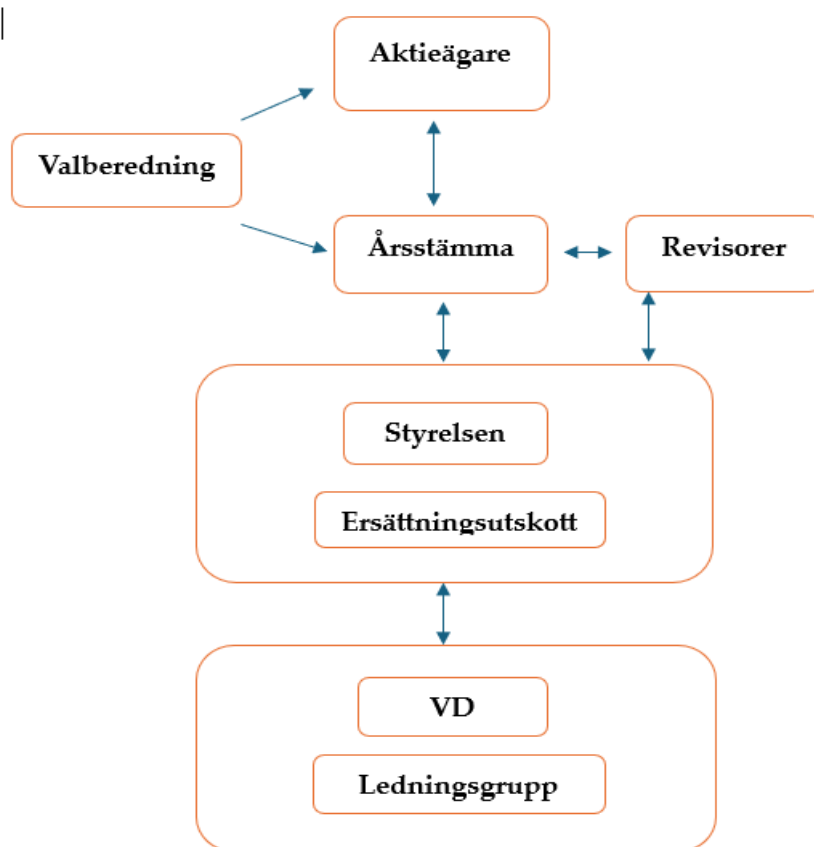 Aktieägare
Valberedning
Årsstämma
Revisorer
Styrelsen
Ersättningsutskott
VD
Ledningsgrupp